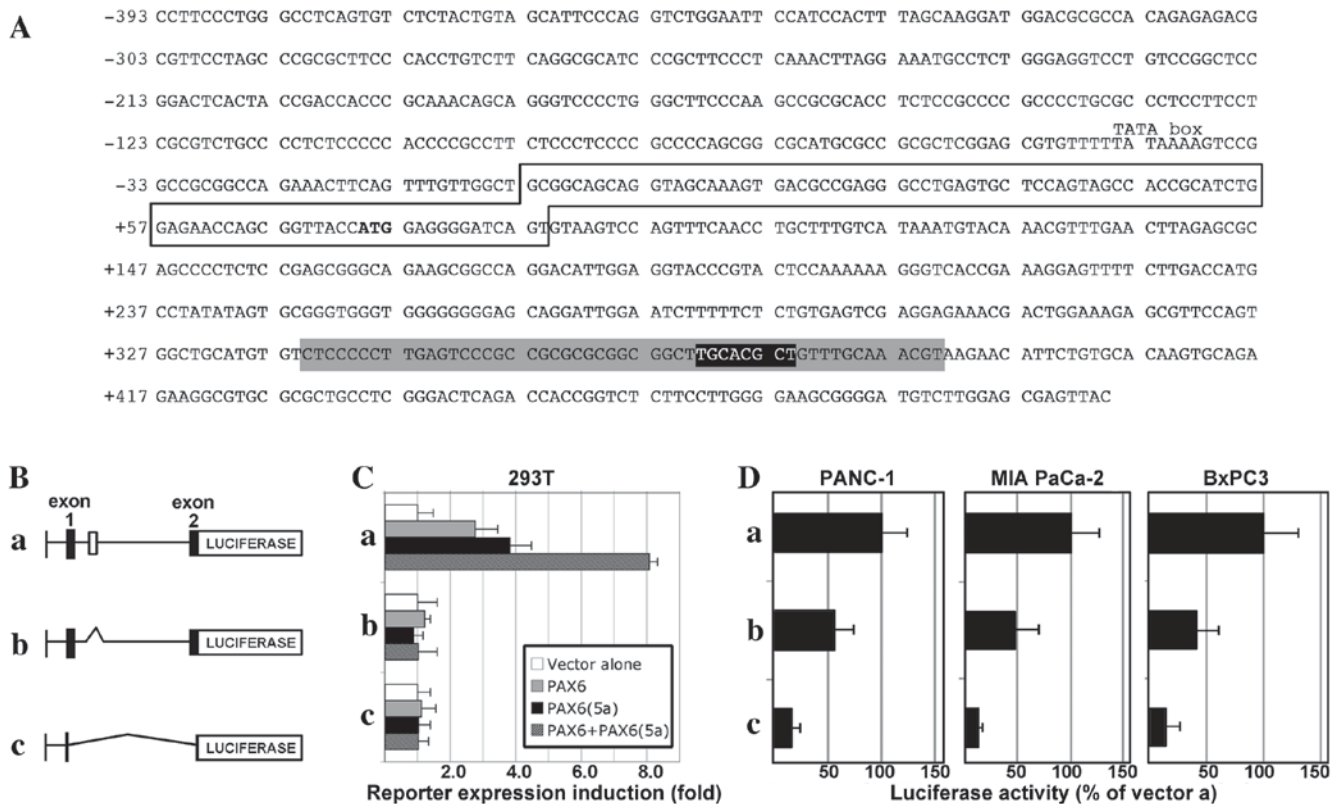 A
-393 CCTTCCCTGG GCCTCAGTGT CTCTACTGTA GCATTCCCAG GTCTGGAATT CCATCCACTT TAGCAAGGAT GGACGCGCCA CAGAGAGACG
-303 CGTTCCTAGC CCGCGCTTCC CACCTGTCTT CAGGCGCATC CCGCTTCCCT CAAACTTAGG AAATGCCTCT GGGAGGTCCT GTCCGGCTCC
-213 GGACTCACTA CCGACCACCC GCAAACAGCA GGGTCCCCTG GGCTTCCCAA GCCGCGCACC TCTCCGCCCC GCCCCTGCGC CCTCCTTCCT
TATA box
-123 CGCGTCTGCC CCTCTCCCCC ACCCCGCCTT CTCCCTCCCC GCCCCAGCGG CGCATGCGCC GCGCTCGGAG CGTGTTTTTA TAAAAGTCCG
-33 GCCGCGGCCA GAAACTTCAG TTTGTTGGCT GCGGCAGCAG GTAGCAAAGT GACGCCGAGG GCCTGAGTGC TCCAGTAGCC ACCGCATCTG
+57 GAGAACCAGC GGTTACCATG GAGGGGATCA GTGTAAGTCC AGTTTCAACC TGCTTTGTCA TAAATGTACA AACGTTTGAA CTTAGAGCGC
+147 AGCCCCTCTC CGAGCGGGCA GAAGCGGCCA GGACATTGGA GGTACCCGTA CTCCAAAAAA GGGTCACCGA AAGGAGTTTT CTTGACCATG
+237 CCTATATAGTG CGGGTGGGT GGGGGGGGAGC CAGGATTGGA ATCTTTTTCT CTGTGAGTCG AGGAGAAACG ACTGGAAAGA GCGTTCCAGT
+327 GGCTGCATGT GTCTCCCCCT TGAGTCCCGC CGCGCGCGGC GGCTTGCACG CTGTTTGCAA ACGTAAGAAC ATTCTGTGCA CAAGTGCAGA
+417 GAAGGCGTGC GCGCTGCCTC GGGACTCAGA CCACCGGTCT CTTCCTTGGG GAAGCGGGGA TGTCTTGGAG CGAGTTAC
B
exon 1
exon 2
a LUCIFERASE
b LUCIFERASE
c LUCIFERASE
C
293T
a
b
c
Vector alone
PAX6
PAX6(5a)
PAX6+PAX6(5a)
2.0 4.0 6.0 8.0
Reporter expression induction (fold)
D
PANC-1 MIA PaCa-2 BxPC3
a
b
c
50 100 150 50 100 150 50 100 150
Luciferase activity (% of vector a)